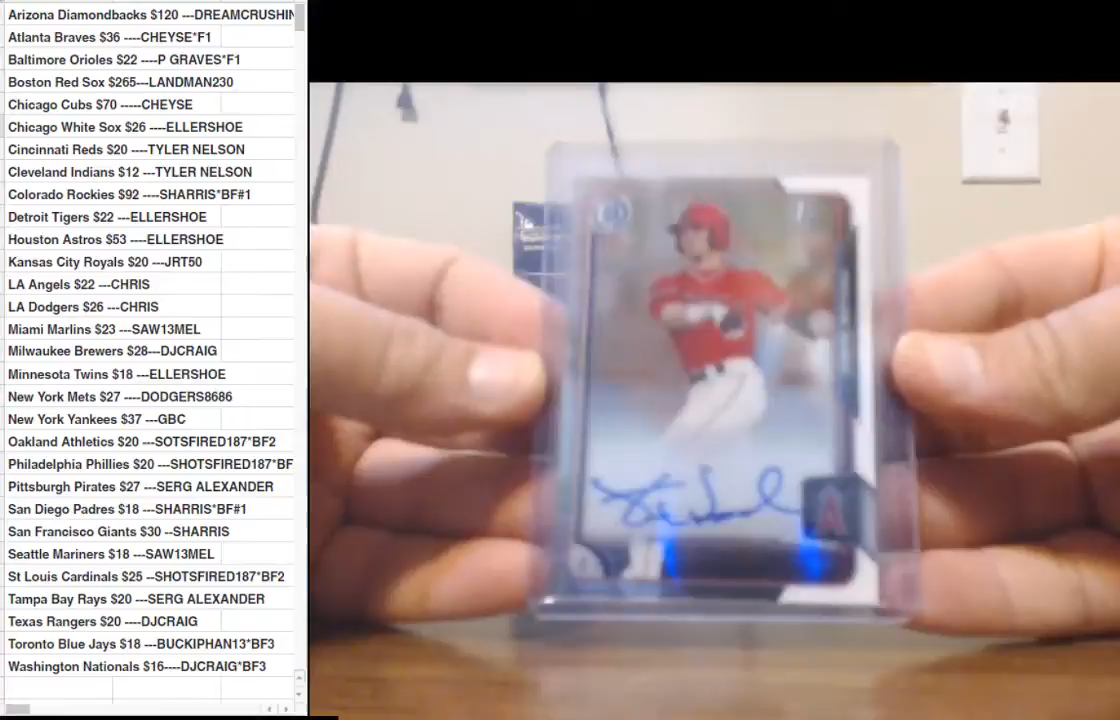 Arizona Diamondbacks $120 ---DREAMCRUSHIN
Atlanta Braves $36 ----CHEYSE*F1
Baltimore Orioles $22 ----P GRAVES*F1
Boston Red Sox $265---LANDMAN230
Chicago Cubs $70 -----CHEYSE
Chicago White Sox $26 ----ELLERSHOE
Cincinnati Reds $20 ----TYLER NELSON
Cleveland Indians $12 ---TYLER NELSON
Colorado Rockies $92 ----SHARRIS*BF#1
Detroit Tigers $22 ---ELLERSHOE
Houston Astros $53 ----ELLERSHOE
Kansas City Royals $20 ---JRT50
LA Angels $22 ---CHRIS
LA Dodgers $26 ---CHRIS
Miami Marlins $23 ---SAW13MEL
Milwaukee Brewers $28---DJCRAIG
Minnesota Twins $18 ---ELLERSHOE
New York Mets $27 ----DODGERS8686
New York Yankees $37 ---GBC
Oakland Athletics $20 ---SOTSFIRED187*BF2
Philadelphia Phillies $20 ---SHOTSFIRED187*BF
Pittsburgh Pirates $27 ---SERG ALEXANDER
San Diego Padres $18 ---SHARRIS*BF#1
San Francisco Giants $30 --SHARRIS
Seattle Mariners $18 ---SAW13MEL
St Louis Cardinals $25 --SHOTSFIRED187*BF2
Tampa Bay Rays $20 ---SERG ALEXANDER
Texas Rangers $20 ----DJCRAIG
Toronto Blue Jays $18 ----BUCKIPHAN13*BF3
Washington Nationals $16----DJCRAIG*BF3
A